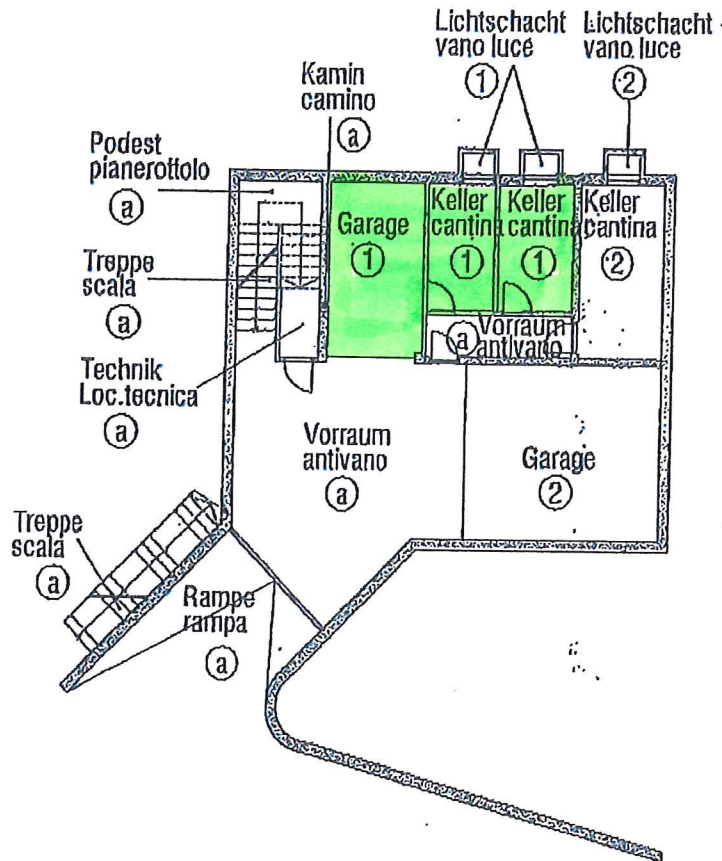 Lichtschacht
vano luce
1
Lichtschacht
vano luce
2
Kamin
camino
a
Podest
pianerottolo
a
Garage
1
Keller
cantina
1
Keller
cantina
1
Keller
cantina
2
Treppe
scala
a
a
Vorraum
antivano
Technik
Loc.tecnica
a
Vorraum
antivano
a
Garage
2
Treppe
scala
a
Rampe
rampa
a